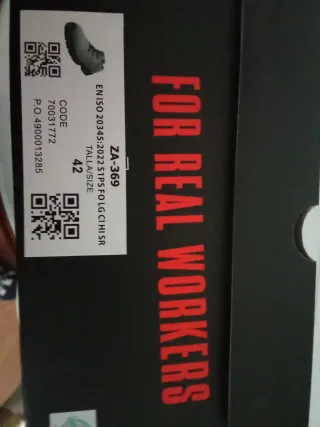 ZA-369
EN ISO 20345:2022 S1PS FO LG CI HI SR
TALLA/SIZE
42
CODE
70031772
P.O.4900013285
FOR REAL WORKERS